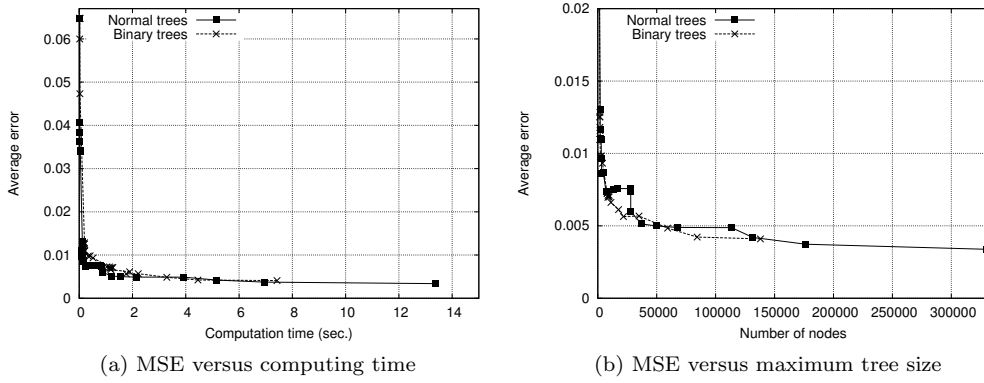 Normal trees
Binary trees
0.06
0.05
0.04
0.03
0.02
0.01
0
Average error
0 2 4 6 8 10 12 14
Computation time (sec.)
(a) MSE versus computing time
Normal trees
Binary trees
0.02
0.015
0.01
0.005
0
Average error
0 50000 100000 150000 200000 250000 300000
Number of nodes
(b) MSE versus maximum tree size